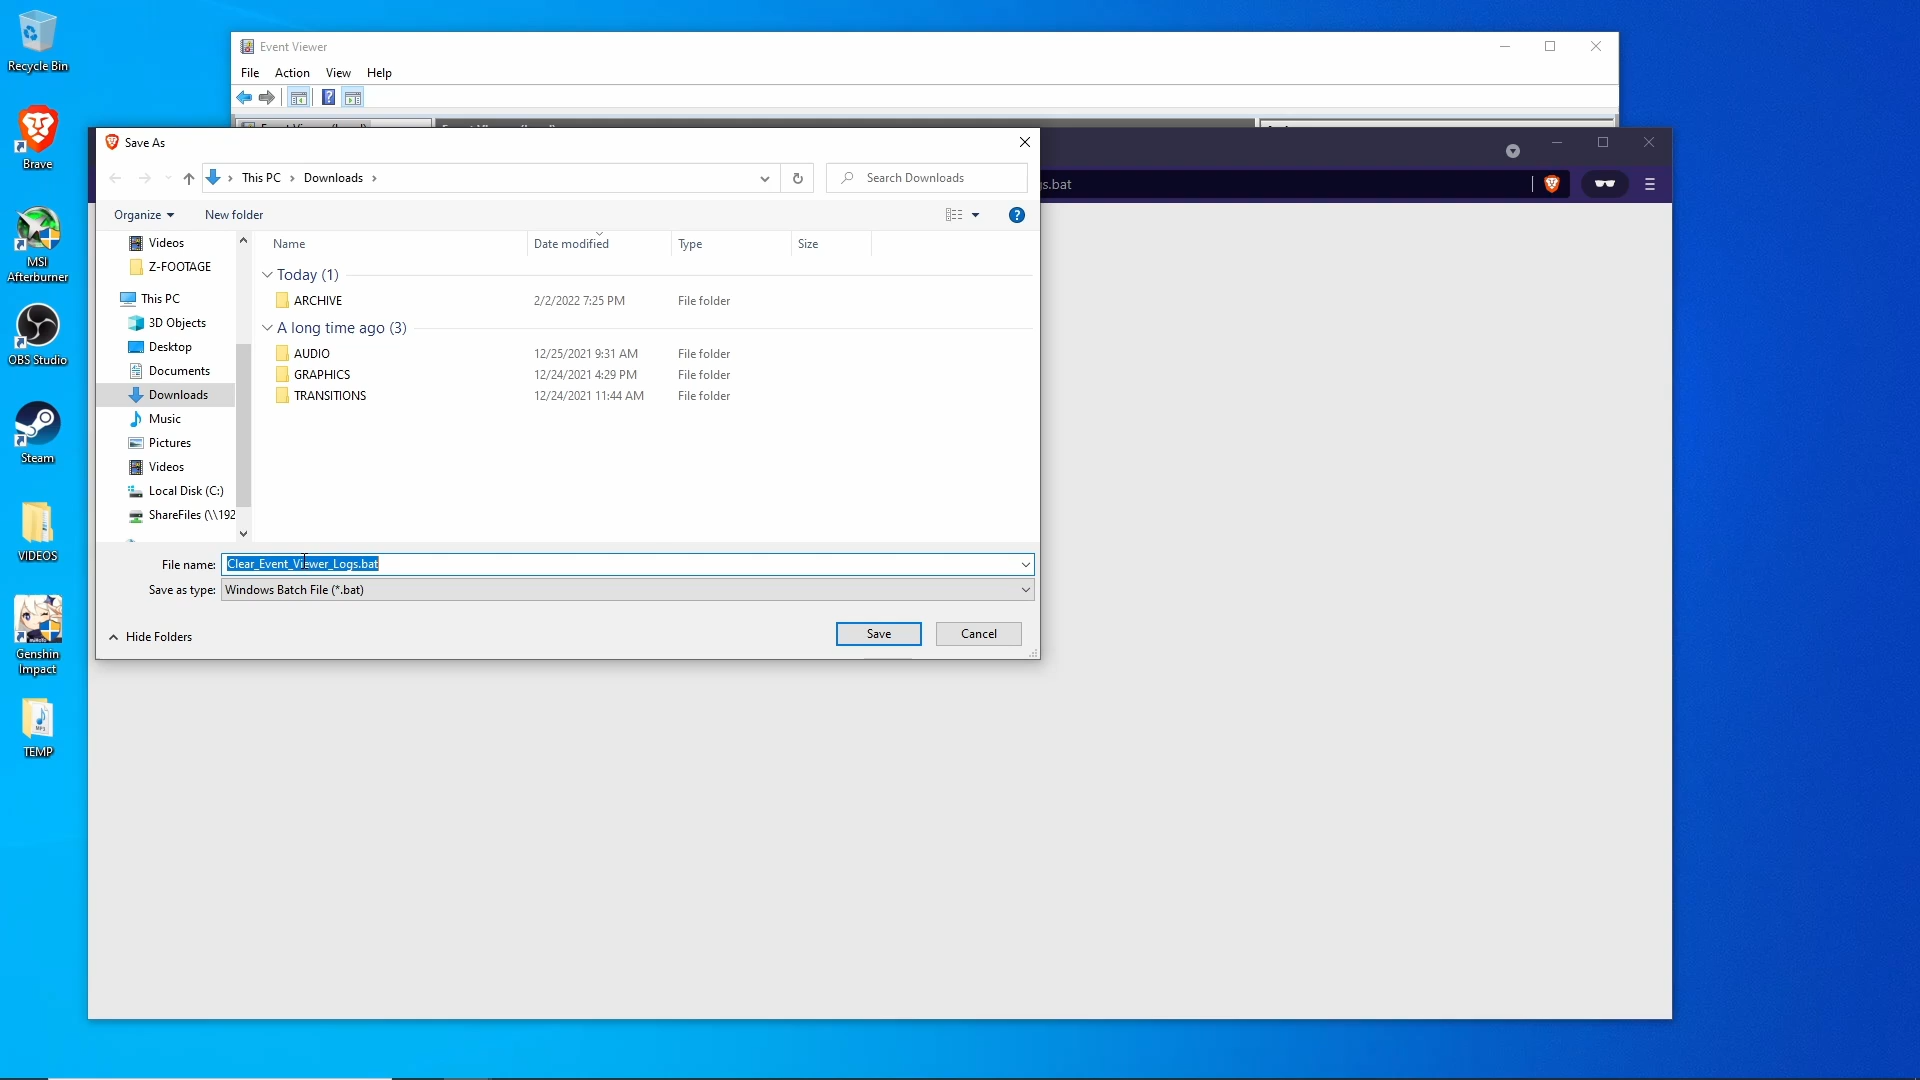 Recycle Bin
Brave
MSI
Afterburner
OBS Studio
Steam
VIDEOS
Genshin
Impact
TEMP
Event Viewer
File Action View Help
Save As
This PC > Downloads >
Search Downloads
s.bat
Organize New folder
Videos
Z-FOOTAGE
This PC
3D Objects
Desktop
Documents
Downloads
Music
Pictures
Videos
Local Disk (C:)
ShareFiles (\\192
Name Date modified Type Size
Today (1)
ARCHIVE 2/2/2022 7:25 PM File folder
A long time ago (3)
AUDIO 12/25/2021 9:31 AM File folder
GRAPHICS 12/24/2021 4:29 PM File folder
TRANSITIONS 12/24/2021 11:44 AM File folder
File name: Clear_Event_Viewer_Logs.bat
Save as type: Windows Batch File (*.bat)
Hide Folders
Save Cancel